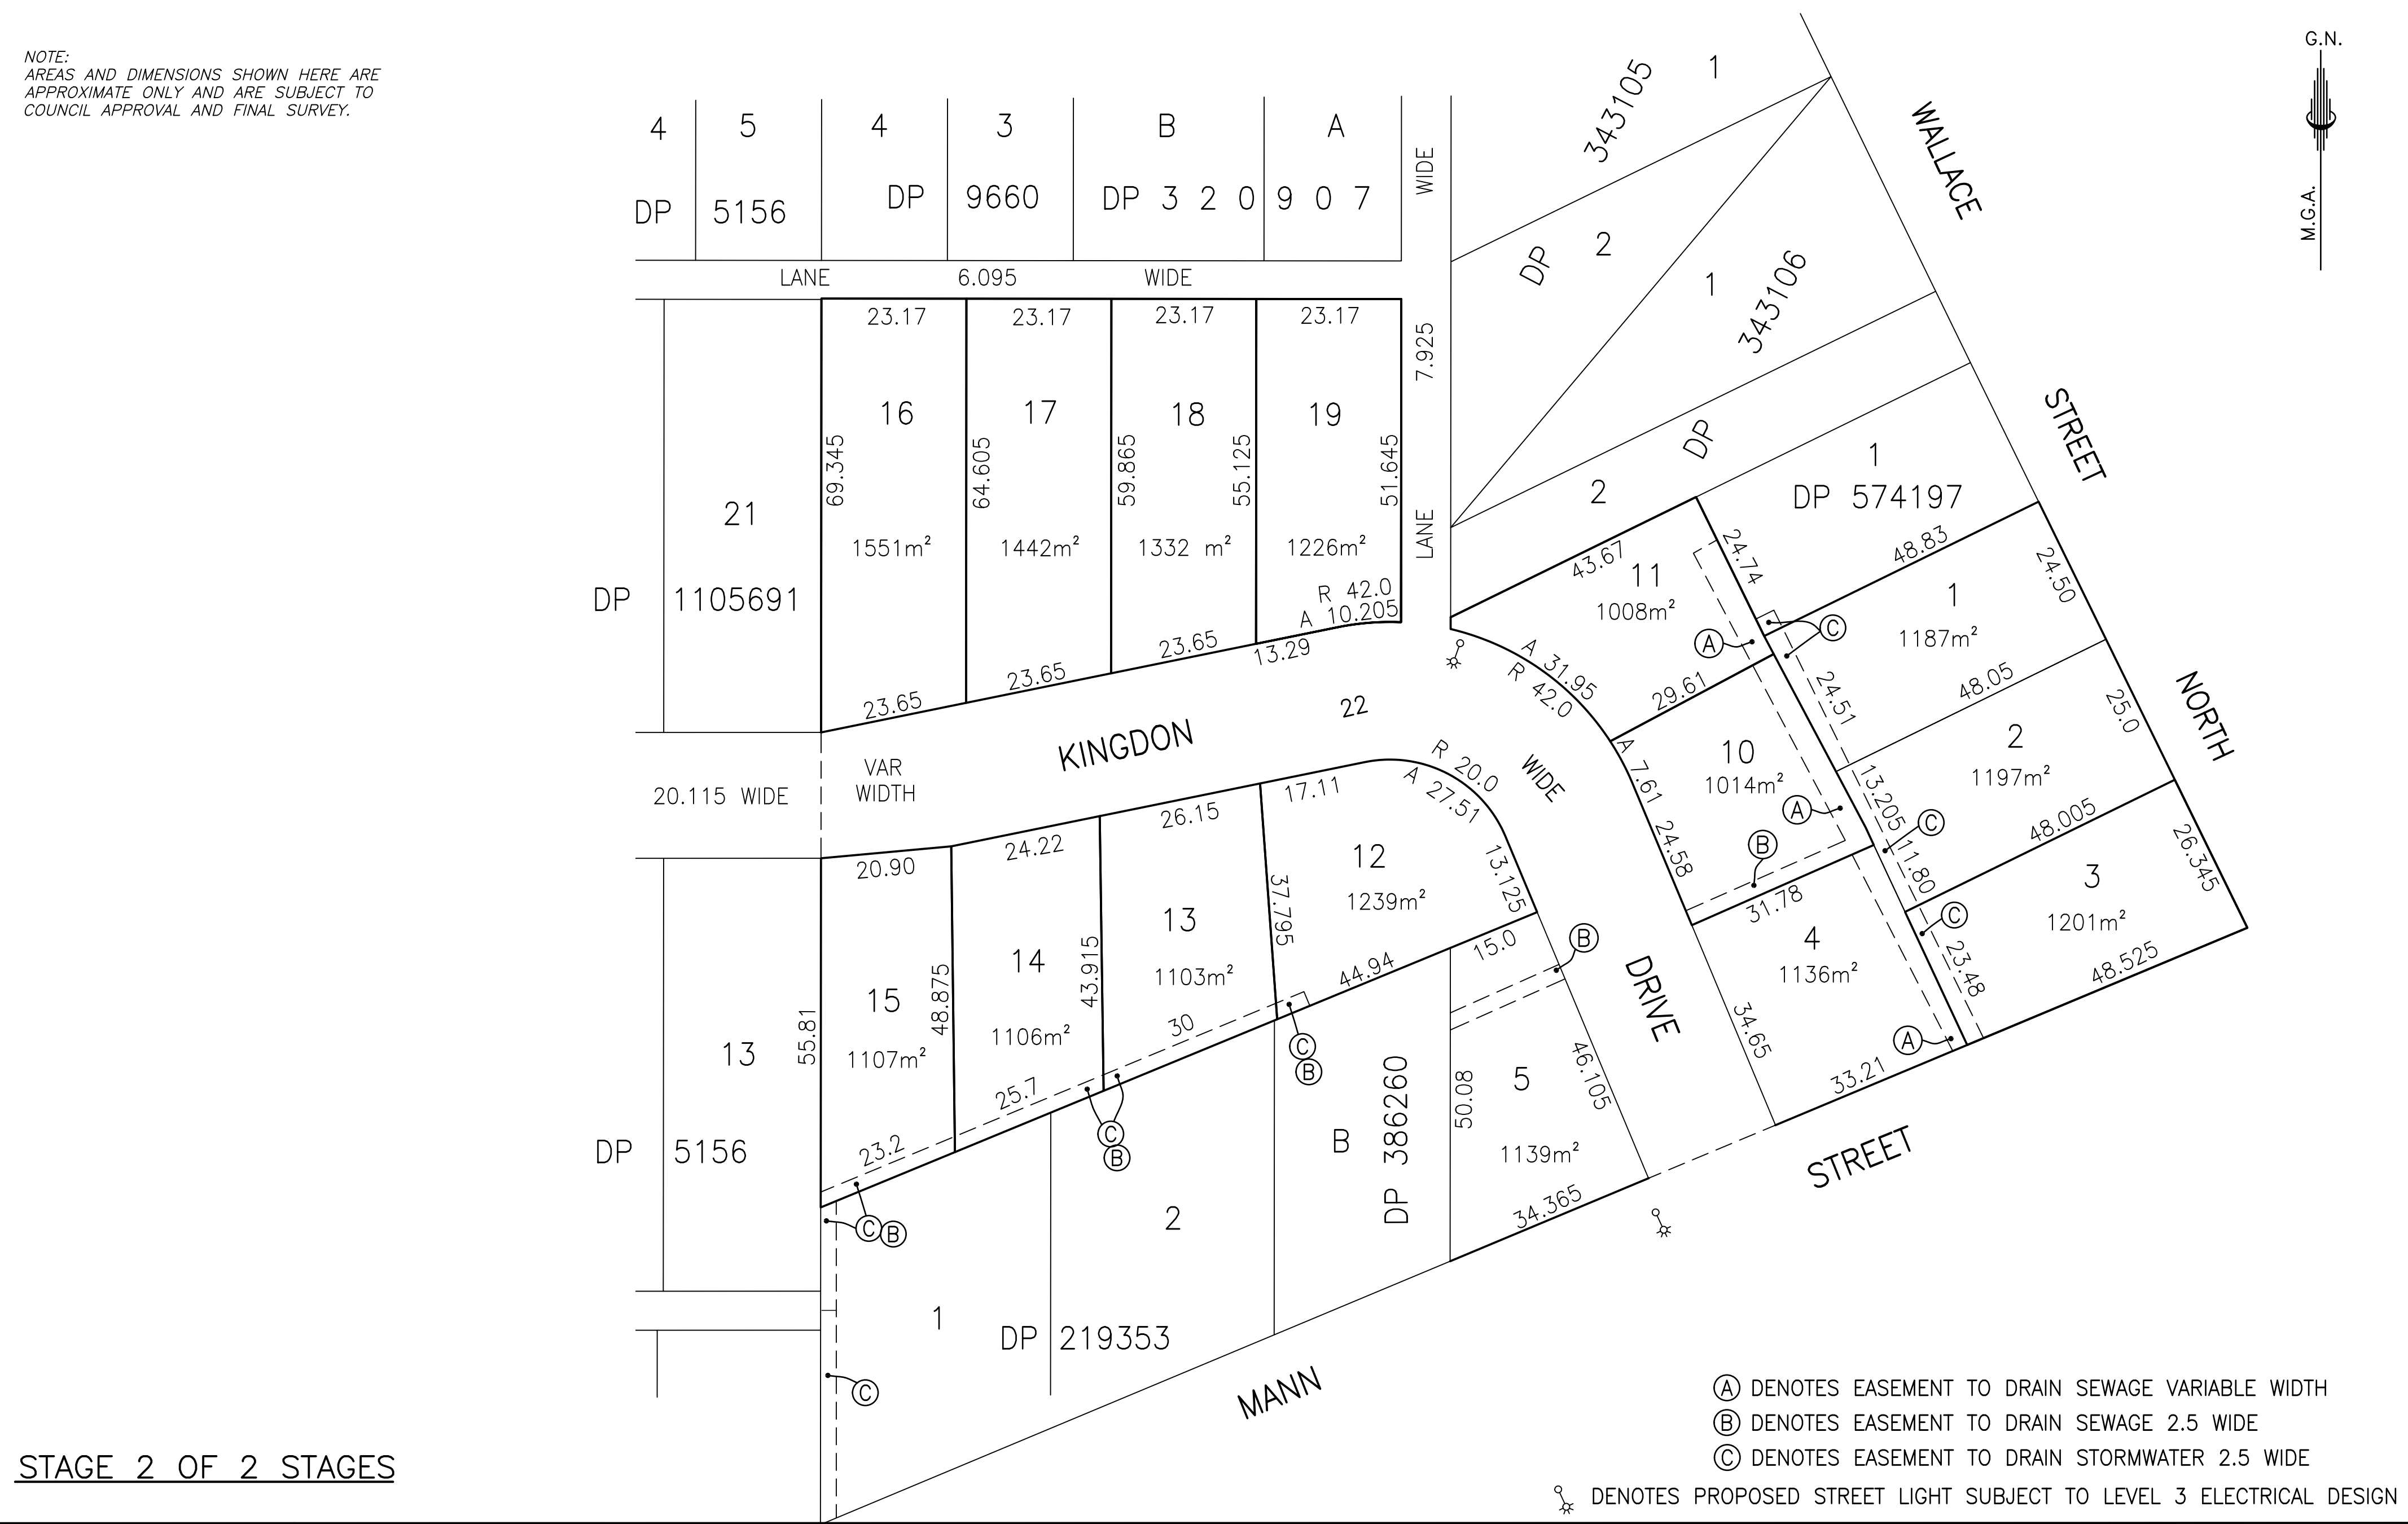 NOTE:
AREAS AND DIMENSIONS SHOWN HERE ARE
APPROXIMATE ONLY AND ARE SUBJECT TO
COUNCIL APPROVAL AND FINAL SURVEY.
G.N.
M.G.A.
4
5
4
3
B
A
DP 5156
DP 9660
DP 3 2 0 9 0 7
LANE 6.095 WIDE
WIDE
7.925
LANE
1
343105
DP
2
1
343106
WALLACE
STREET
NORTH
DP
2
1
DP 574197
21
DP 1105691
23.17
23.17
23.17
23.17
16
17
18
19
69.345
64.605
59.865
55.125
51.645
1551m²
1442m²
1332 m²
1226m²
R 42.0
A 10.205
23.65
23.65
23.65
13.29
43.67
11
1008m²
24.74
A
C
48.83
24.50
1
1187m²
A 31.95
R 42.0
29.61
24.51
48.05
25.0
2
1197m²
10
1014m²
A 7.61
24.58
A
B
13.205
C
11.80
48.005
26.345
31.78
3
1201m²
C
23.48
48.525
4
1136m²
A
34.65
33.21
22
KINGDON
VAR
WIDTH
20.115 WIDE
WIDE
DRIVE
R 20.0
A 27.51
20.90
24.22
26.15
17.11
12
1239m²
13.125
37.795
13
1103m²
43.915
14
1106m²
48.875
15
1107m²
55.81
13
DP 5156
23.2
25.7
30
44.94
15.0
B
C
B
C
B
C B
C
50.08
46.105
5
1139m²
34.365
B
DP 386260
2
1
DP 219353
MANN
STREET
A DENOTES EASEMENT TO DRAIN SEWAGE VARIABLE WIDTH
B DENOTES EASEMENT TO DRAIN SEWAGE 2.5 WIDE
C DENOTES EASEMENT TO DRAIN STORMWATER 2.5 WIDE
DENOTES PROPOSED STREET LIGHT SUBJECT TO LEVEL 3 ELECTRICAL DESIGN
STAGE 2 OF 2 STAGES